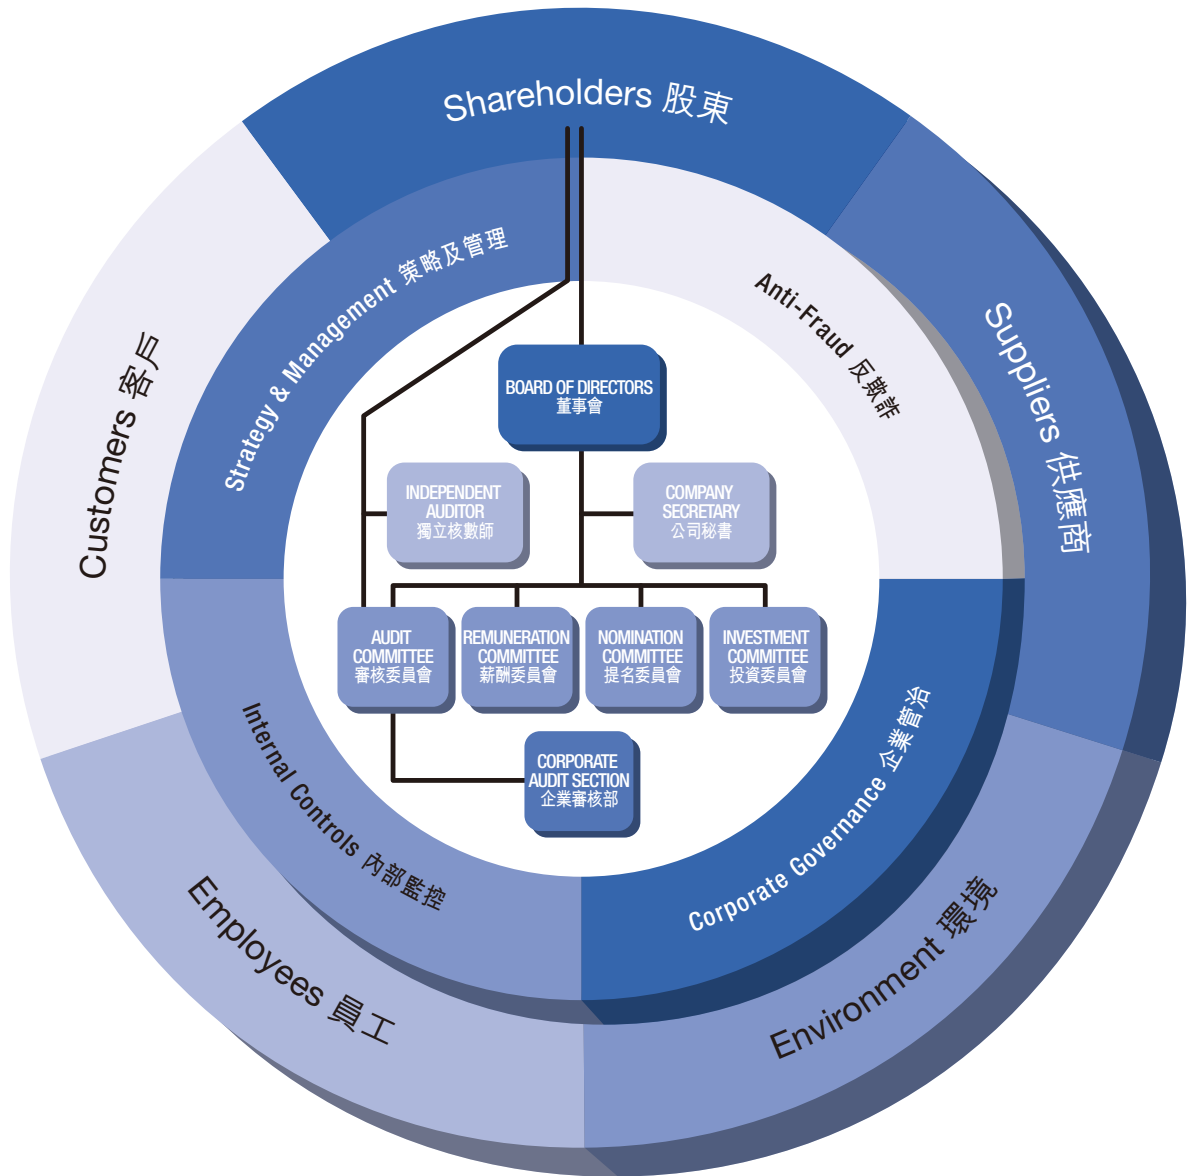 Shareholders 股東
Customers 客戶
Suppliers 供應商
Employees 員工
Environment 環境
Strategy & Management 策略及管理
Anti-Fraud 反欺詐
Internal Controls 內部監控
Corporate Governance 企業管治
BOARD OF DIRECTORS
董事會
INDEPENDENT
AUDITOR
獨立核數師
COMPANY
SECRETARY
公司秘書
AUDIT
COMMITTEE
審核委員會
REMUNERATION
COMMITTEE
薪酬委員會
NOMINATION
COMMITTEE
提名委員會
INVESTMENT
COMMITTEE
投資委員會
CORPORATE
AUDIT SECTION
企業審核部